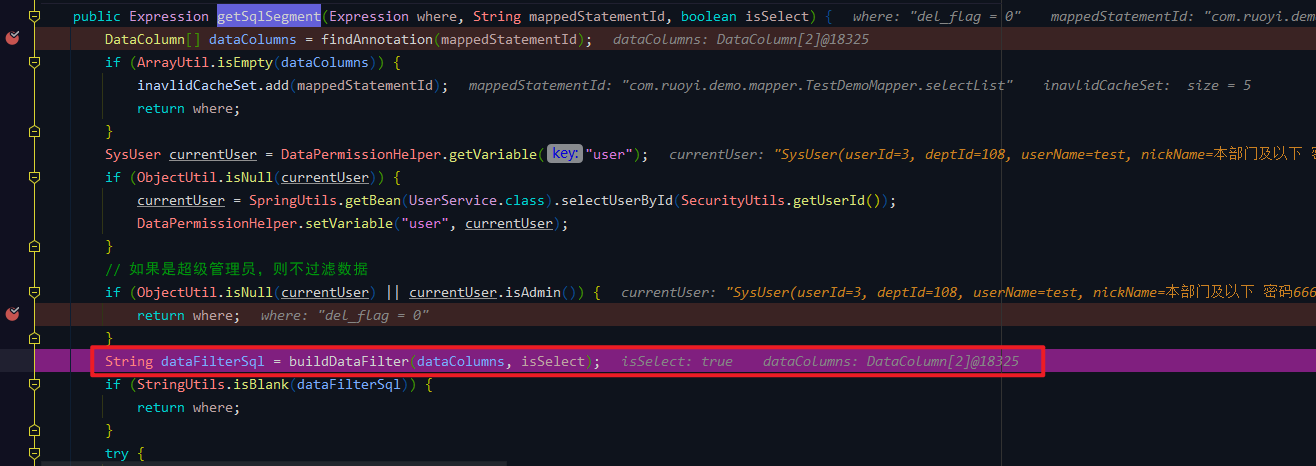 public Expression getSqlSegment(Expression where, String mappedStatementId, boolean isSelect) { where: "del_flag = 0" mappedStatementId: "com.ruoyi.dem
DataColumn[] dataColumns = findAnnotation(mappedStatementId); dataColumns: DataColumn[2]@18325
if (ArrayUtil.isEmpty(dataColumns)) {
inavlidCacheSet.add(mappedStatementId); mappedStatementId: "com.ruoyi.demo.mapper.TestDemoMapper.selectList" inavlidCacheSet: size = 5
return where;
}
SysUser currentUser = DataPermissionHelper.getVariable( key: "user"); currentUser: "SysUser(userId=3, deptId=108, userName=test, nickName=本部门及以下 密
if (ObjectUtil.isNull(currentUser)) {
currentUser = SpringUtils.getBean(UserService.class).selectUserById(SecurityUtils.getUserId());
DataPermissionHelper.setVariable("user", currentUser);
}
// 如果是超级管理员，则不过滤数据
if (ObjectUtil.isNull(currentUser) || currentUser.isAdmin()) { currentUser: "SysUser(userId=3, deptId=108, userName=test, nickName=本部门及以下 密码666
return where; where: "del_flag = 0"
}
String dataFilterSql = buildDataFilter(dataColumns, isSelect); isSelect: true dataColumns: DataColumn[2]@18325
if (StringUtils.isBlank(dataFilterSql)) {
return where;
}
try {